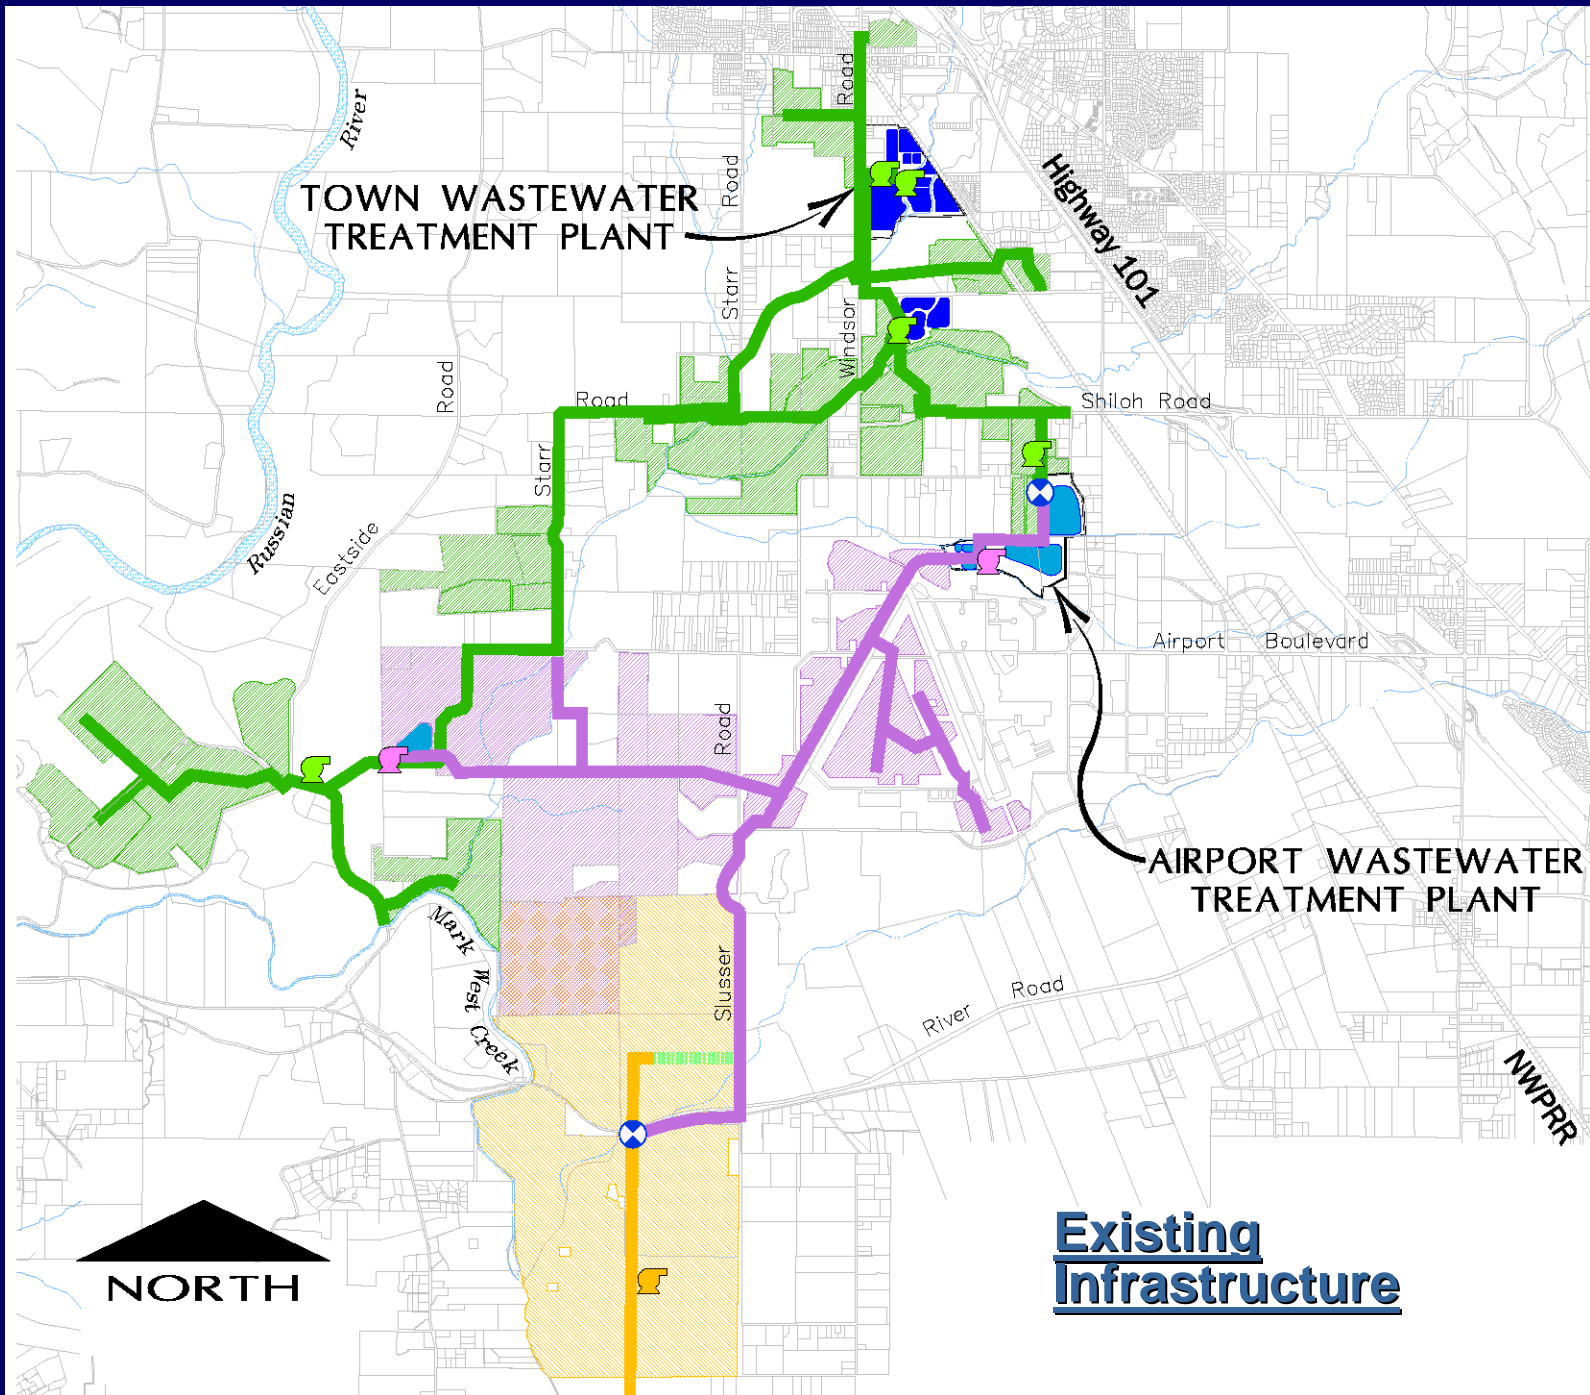 Road
River
TOWN WASTEWATER
TREATMENT PLANT
Road
Starr
Highway 101
Windsor
Road
Road
Shiloh Road
Starr
Russian
Eastside
Airport Boulevard
Road
AIRPORT WASTEWATER
TREATMENT PLANT
Mark West Creek
Slusser
River Road
NWPRR
NORTH
Existing
Infrastructure